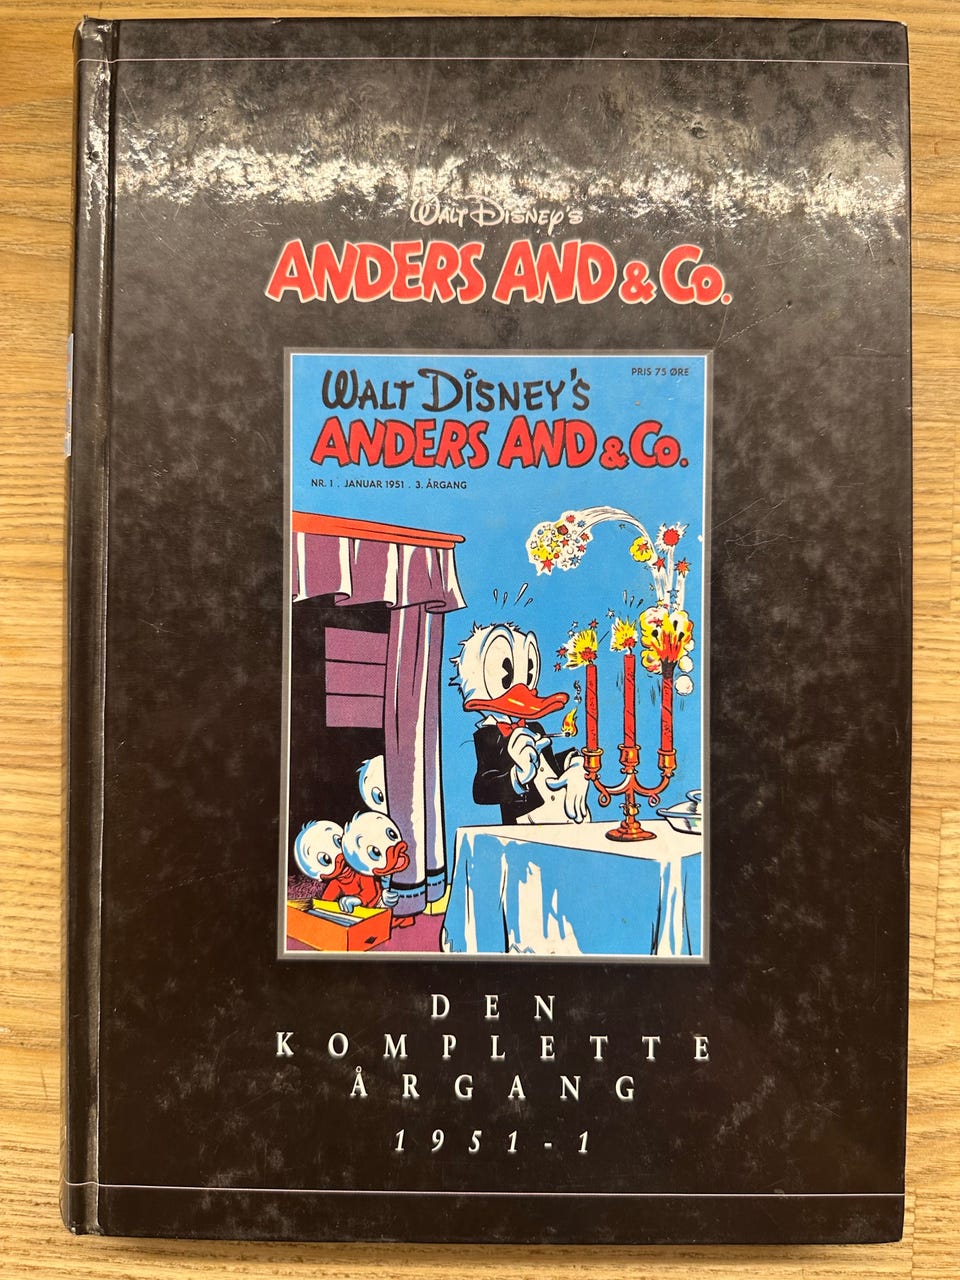 WALT DISNEY'S
ANDERS AND & Co.
PRIS 75 ØRE
WALT DISNEY'S
ANDERS AND & Co.
NR. 1 . JANUAR 1951 . 3. ÅRGANG
DEN
KOMPLETTE
ÅRGANG
1951-1